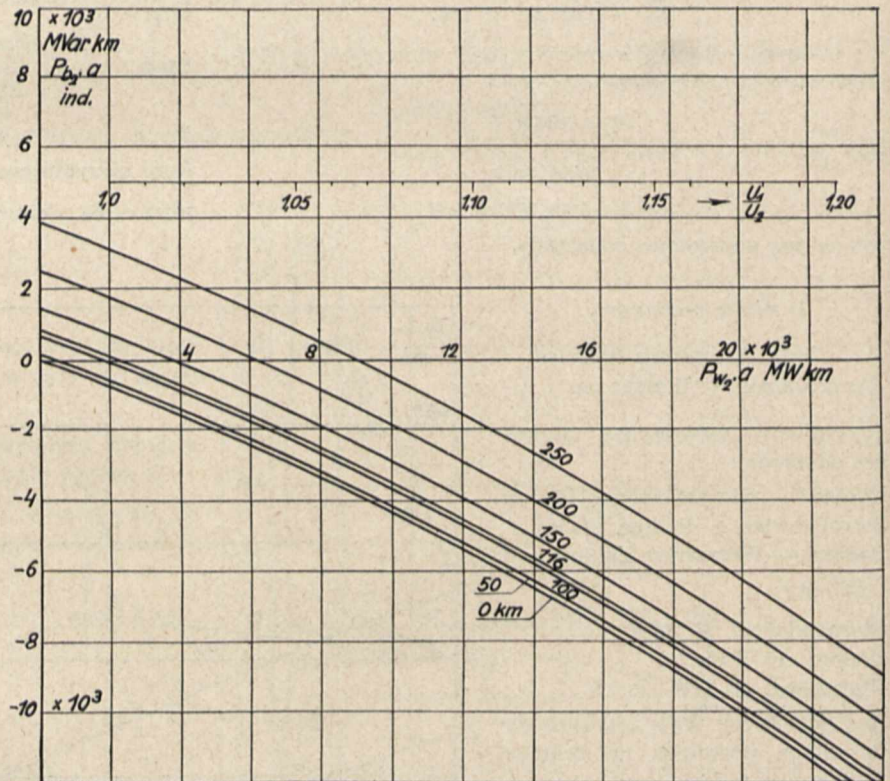 10 × 10³
MVar km
P_b₂·a
ind.
8
6
1,0 1,05 1,10 1,15 → U₁/U₂ 1,20
4
2
0 4 8 12 16 20 × 10³
P_w₂·a MWkm
-2
250
-4
200
150
116
-6
50 100
0 km
-8
-10 × 10³